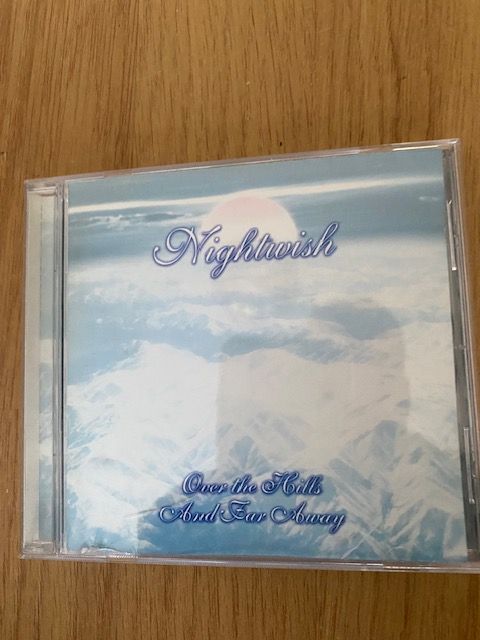 Nightwish
Over the Hills
And Far Away